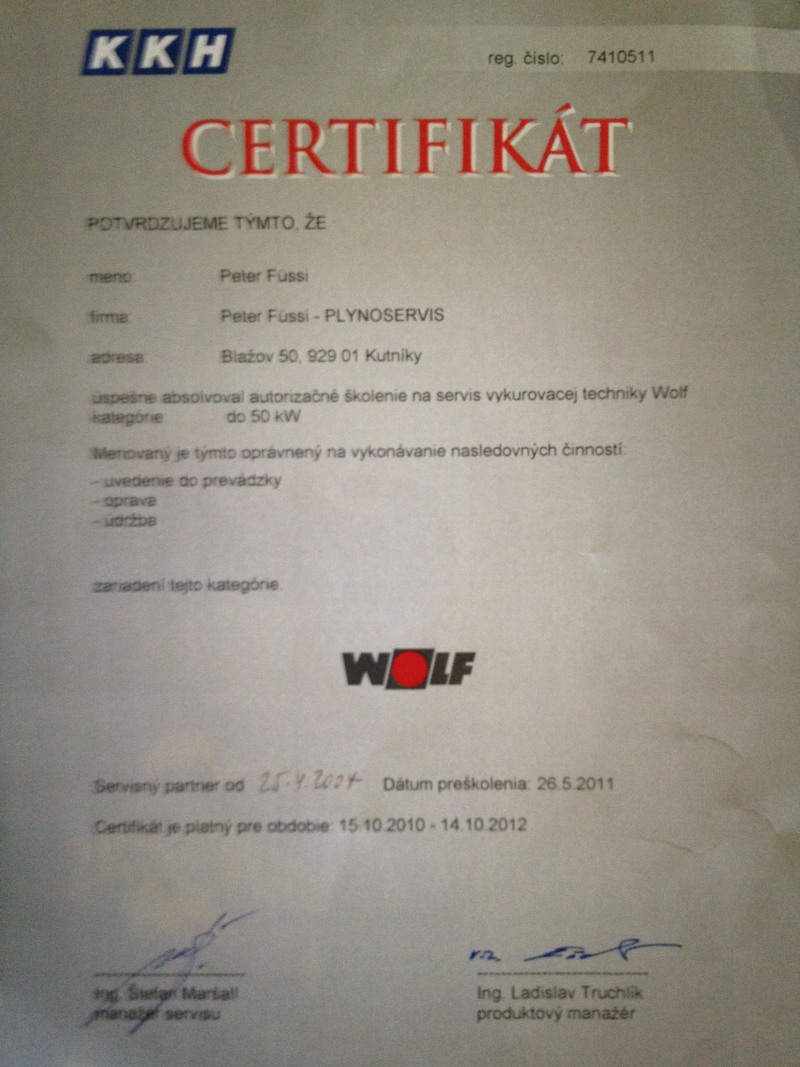 KKH
reg. číslo: 7410511
CERTIFIKÁT
POTVRDZUJEME TÝMTO, ŽE
meno: Peter Füssi
firma: Peter Füssi - PLYNOSERVIS
adresa: Blažov 50, 929 01 Kutníky
úspešne absolvoval autorizačné školenie na servis vykurovacej techniky Wolf
kategórie: do 50 kW
Menovaný je týmto oprávnený na vykonávanie nasledovných činností:
- uvedenie do prevádzky
- oprava
- údržba
zariadení tejto kategórie.
WOLF
Servisný partner od 25.4.2007 Dátum preškolenia: 26.5.2011
Certifikát je platný pre obdobie: 15.10.2010 - 14.10.2012
Ing. Štefan Maršall Ing. Ladislav Truchlík
manažér servisu produktový manažér